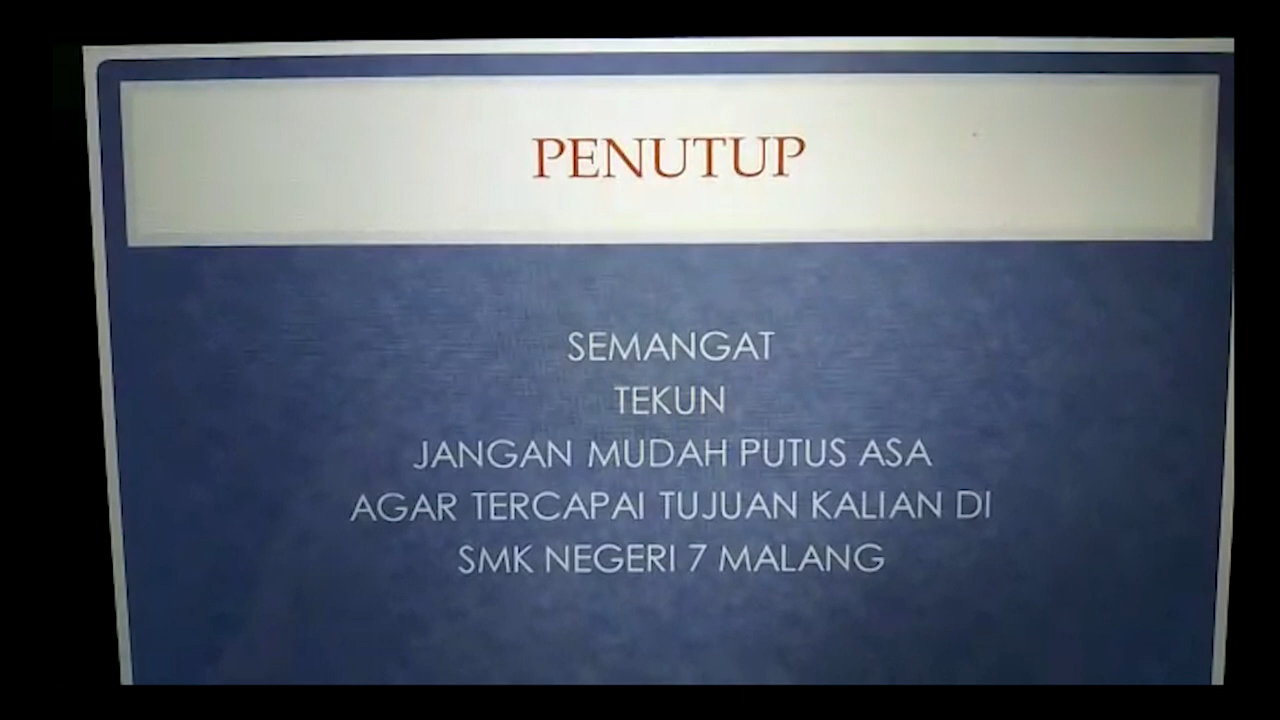 PENUTUP
SEMANGAT
TEKUN
JANGAN MUDAH PUTUS ASA
AGAR TERCAPAI TUJUAN KALIAN DI
SMK NEGERI 7 MALANG